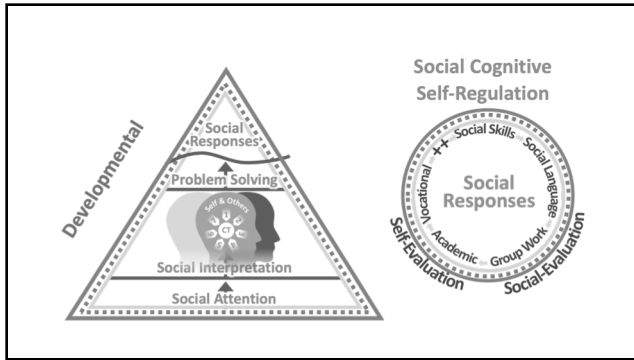 Developmental
Social
Responses
Problem Solving
Self & Others
CT
Social Interpretation
Social Attention
Social Cognitive
Self-Regulation
++ Social Skills
Social Language
Group Work
Academic
Vocational
Social
Responses
Self-Evaluation
Social-Evaluation